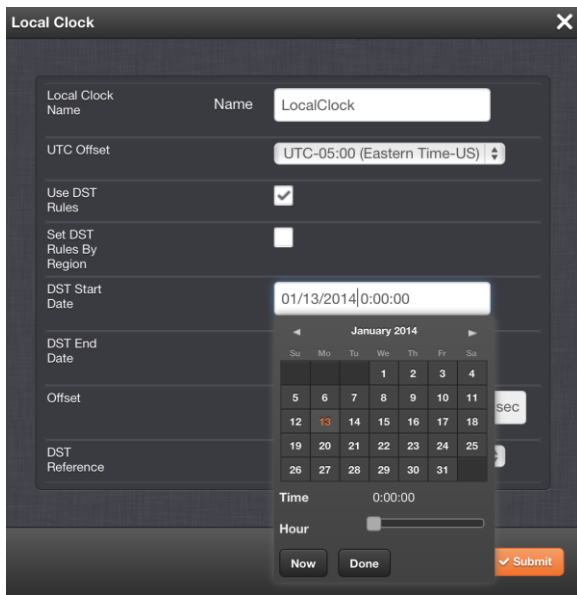 Local Clock
Local Clock
Name
Name
LocalClock
UTC Offset
UTC-05:00 (Eastern Time-US)
Use DST
Rules
Set DST
Rules By
Region
DST Start
Date
01/13/2014 0:00:00
DST End
Date
Offset
sec
DST
Reference
January 2014
Su Mo Tu We Th Fr Sa
1 2 3 4
5 6 7 8 9 10 11
12 13 14 15 16 17 18
19 20 21 22 23 24 25
26 27 28 29 30 31
Time 0:00:00
Hour
Now Done
Submit